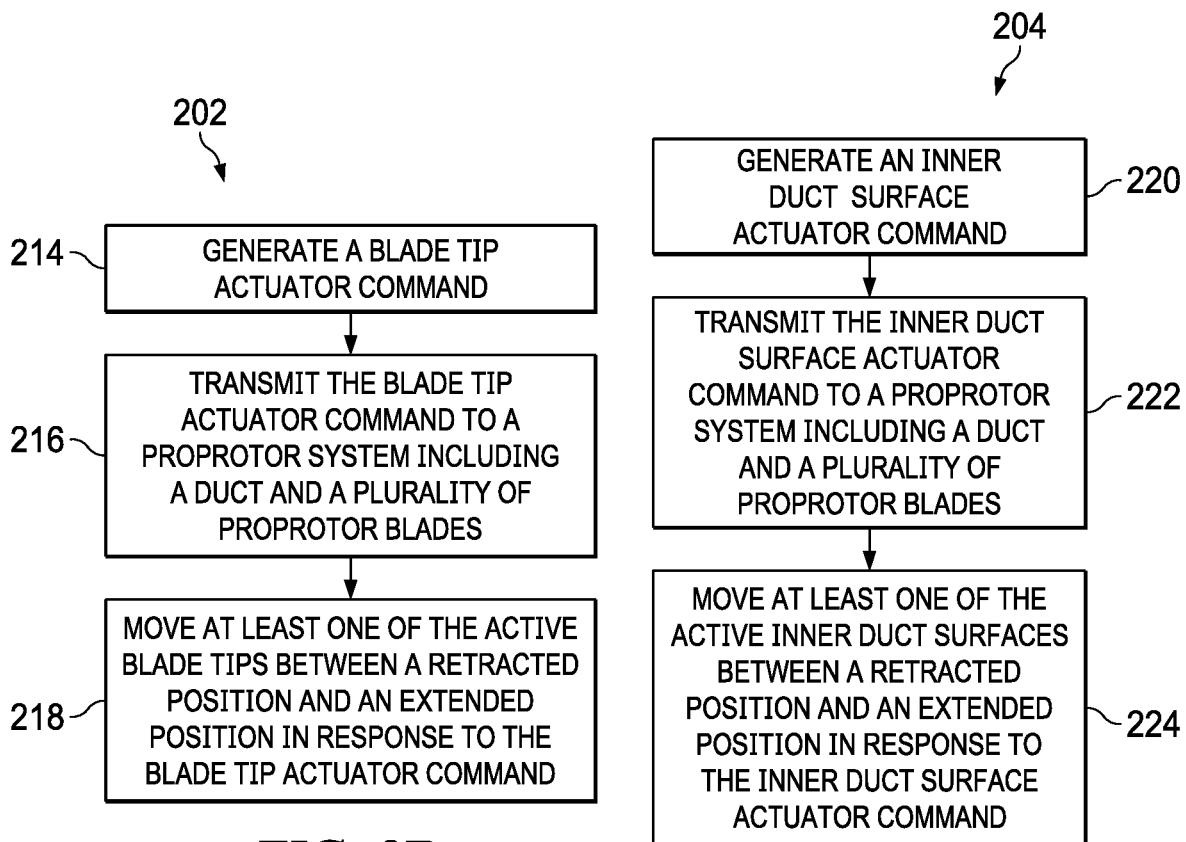 202
214
GENERATE A BLADE TIP
ACTUATOR COMMAND
216
TRANSMIT THE BLADE TIP
ACTUATOR COMMAND TO A
PROPROTOR SYSTEM INCLUDING
A DUCT AND A PLURALITY OF
PROPROTOR BLADES
218
MOVE AT LEAST ONE OF THE ACTIVE
BLADE TIPS BETWEEN A RETRACTED
POSITION AND AN EXTENDED
POSITION IN RESPONSE TO THE
BLADE TIP ACTUATOR COMMAND
204
GENERATE AN INNER
DUCT SURFACE
ACTUATOR COMMAND
220
TRANSMIT THE INNER DUCT
SURFACE ACTUATOR
COMMAND TO A PROPROTOR
SYSTEM INCLUDING A DUCT
AND A PLURALITY OF
PROPROTOR BLADES
222
MOVE AT LEAST ONE OF THE
ACTIVE INNER DUCT SURFACES
BETWEEN A RETRACTED
POSITION AND AN EXTENDED
POSITION IN RESPONSE TO
THE INNER DUCT SURFACE
ACTUATOR COMMAND
224